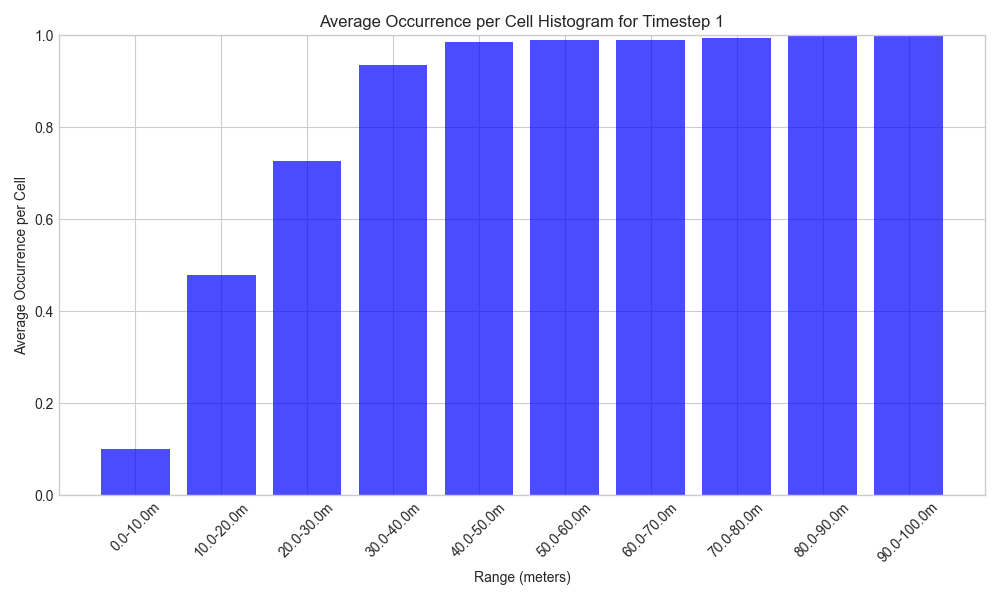 Average Occurrence per Cell Histogram for Timestep 1
1.0
0.8
0.6
0.4
0.2
0.0
Average Occurrence per Cell
0.0-10.0m
10.0-20.0m
20.0-30.0m
30.0-40.0m
40.0-50.0m
50.0-60.0m
60.0-70.0m
70.0-80.0m
80.0-90.0m
90.0-100.0m
Range (meters)